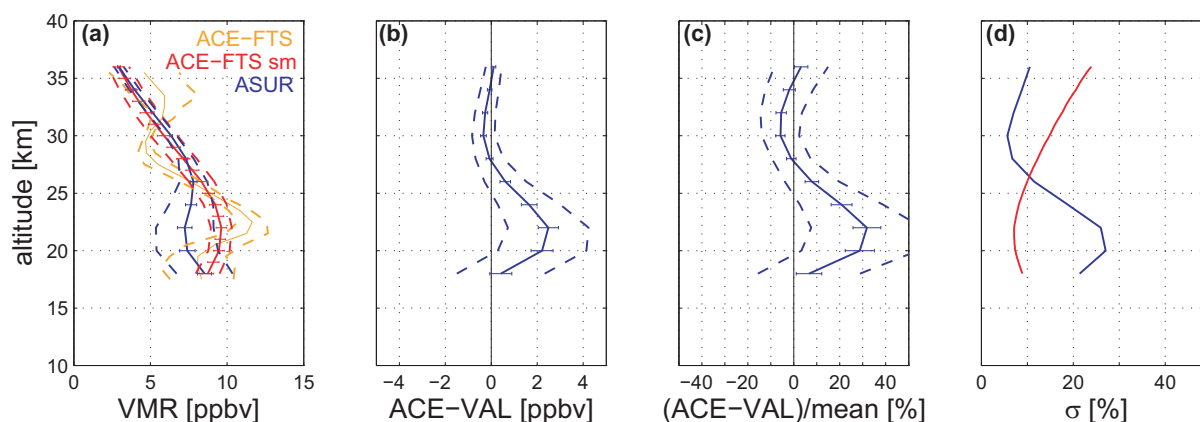 (a) (b) (c) (d)
ACE−FTS
ACE−FTS sm
ASUR
altitude [km]
40
35
30
25
20
15
10
0 5 10 15
−4 −2 0 2 4
−40 −20 0 20 40
0 20 40
VMR [ppbv] ACE−VAL [ppbv] (ACE−VAL)/mean [%] σ [%]